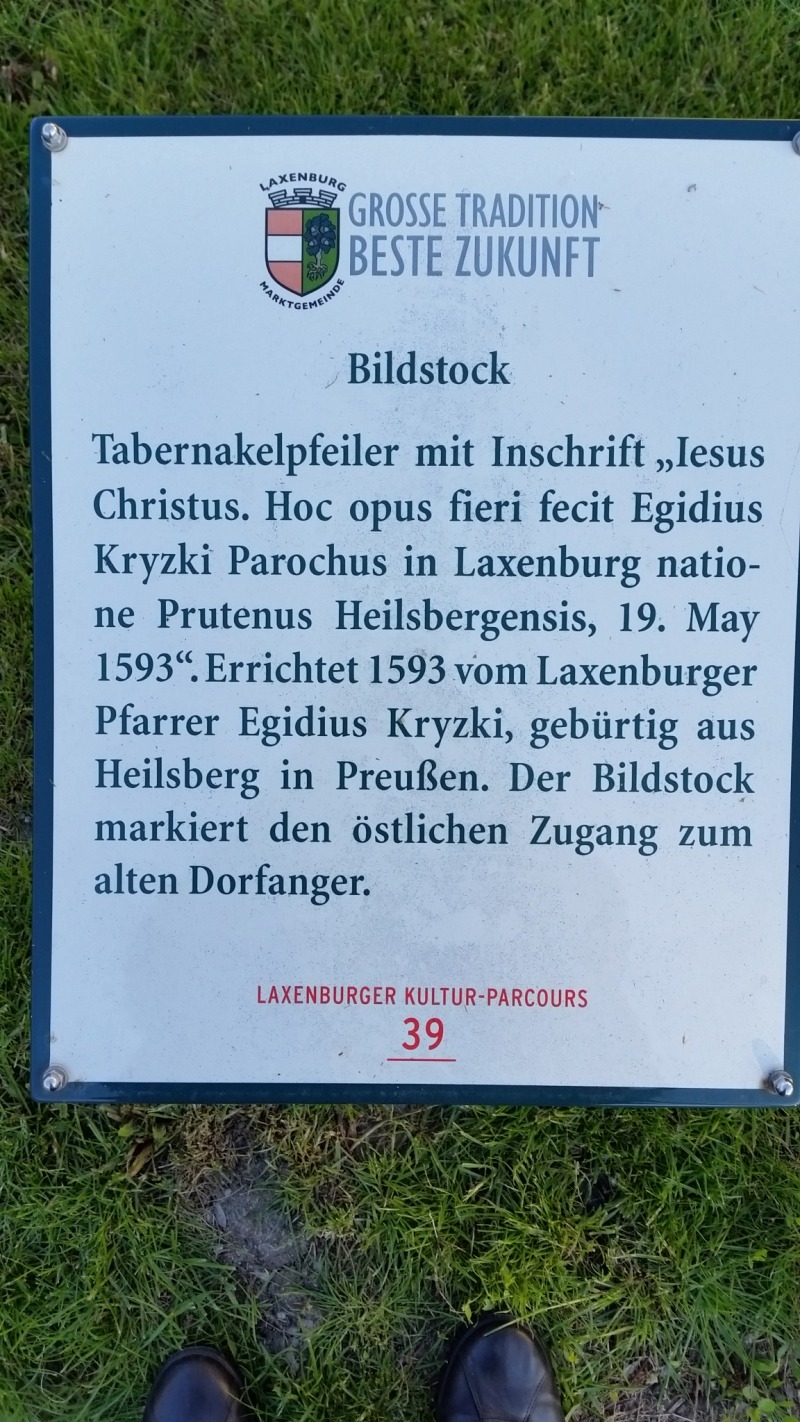 LAXENBURG
MARKTGEMEINDE
GROSSE TRADITION
BESTE ZUKUNFT
Bildstock
Tabernakelpfeiler mit Inschrift „Iesus
Christus. Hoc opus fieri fecit Egidius
Kryzki Parochus in Laxenburg natio-
ne Prutenus Heilsbergensis, 19. May
1593“. Errichtet 1593 vom Laxenburger
Pfarrer Egidius Kryzki, gebürtig aus
Heilsberg in Preußen. Der Bildstock
markiert den östlichen Zugang zum
alten Dorfanger.
LAXENBURGER KULTUR-PARCOURS
39